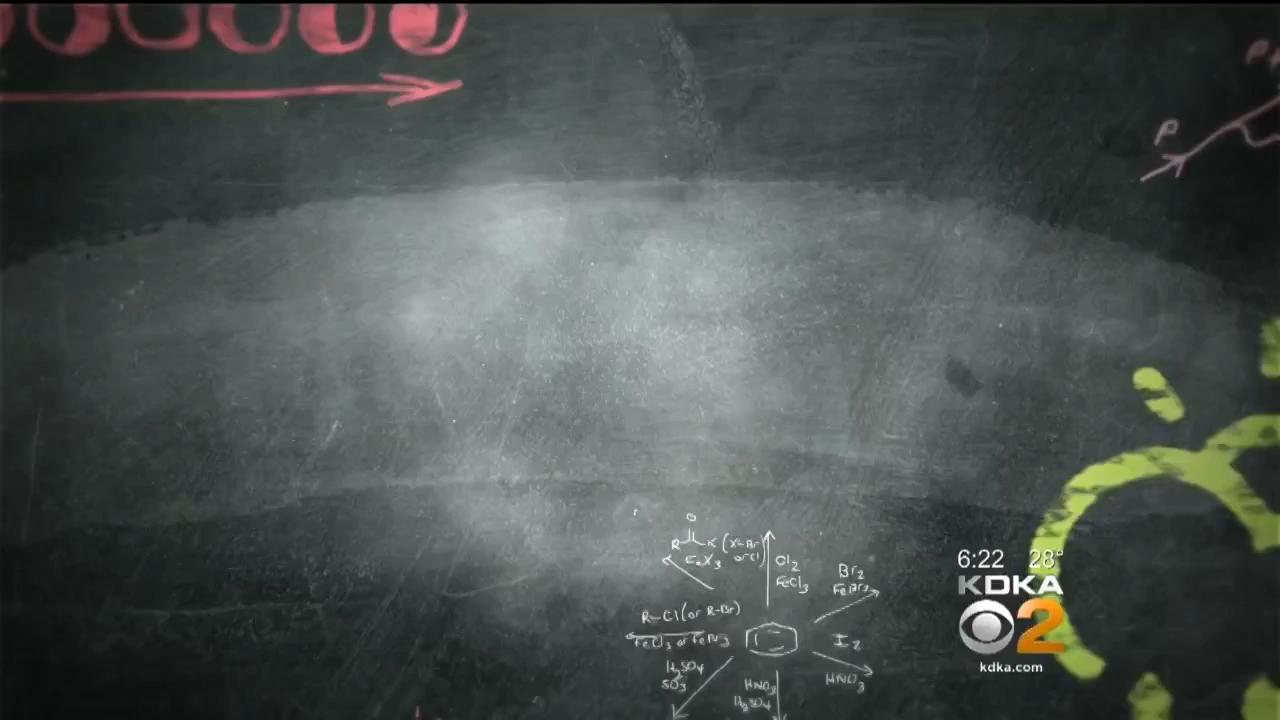 P
O
R
(X=Br
or Cl)
FeX3
Cl2
FeCl3
Br2
FeBr3
R-Cl (or R-Br)
FeCl3 or FeBr3
I2
HNO3
H2SO4
SO3
HNO3
H2SO4
6:22 28°
KDKA
2
kdka.com